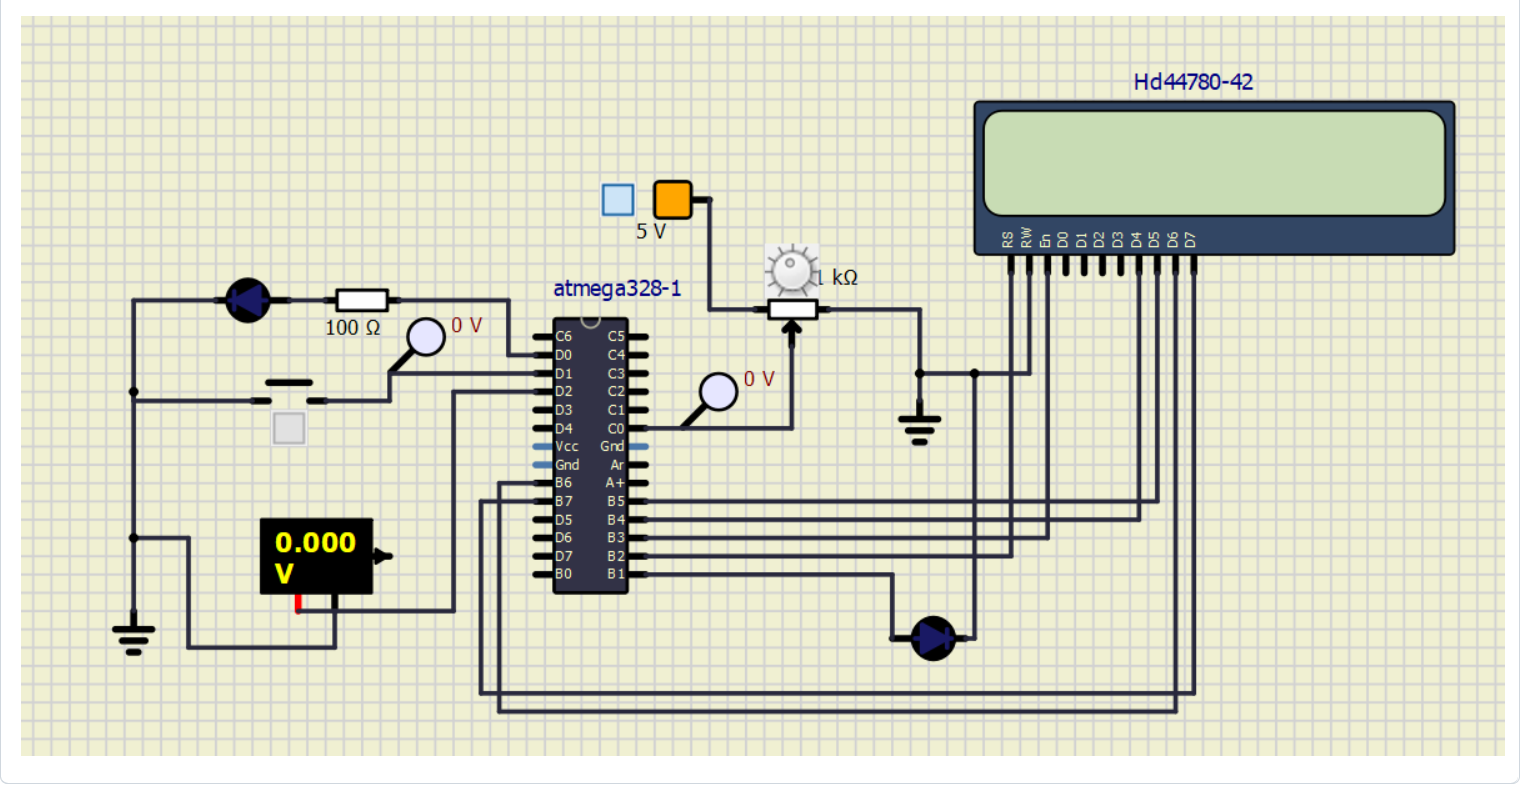 Hd44780-42
RS RW En D0 D1 D2 D3 D4 D5 D6 D7
5 V
1 kΩ
atmega328-1
100 Ω
0 V
0 V
C6 C5
D0 C4
D1 C3
D2 C2
D3 C1
D4 C0
Vcc Gnd
Gnd Ar
B6 A+
B7 B5
D5 B4
D6 B3
D7 B2
B0 B1
0.000
V